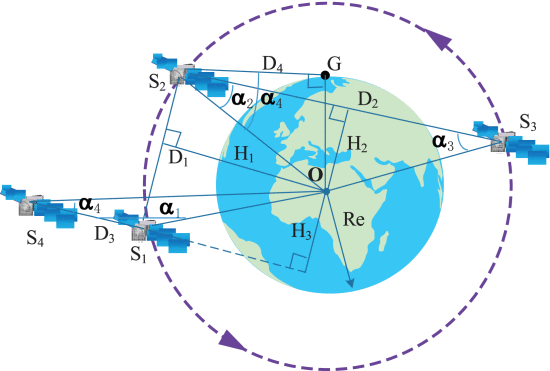 D₄ G
S₂
α₂ α₄ D₂
S₃
α₃
D₁ H₁ H₂
O
α₄ α₁
S₄ D₃ S₁
H₃ Re